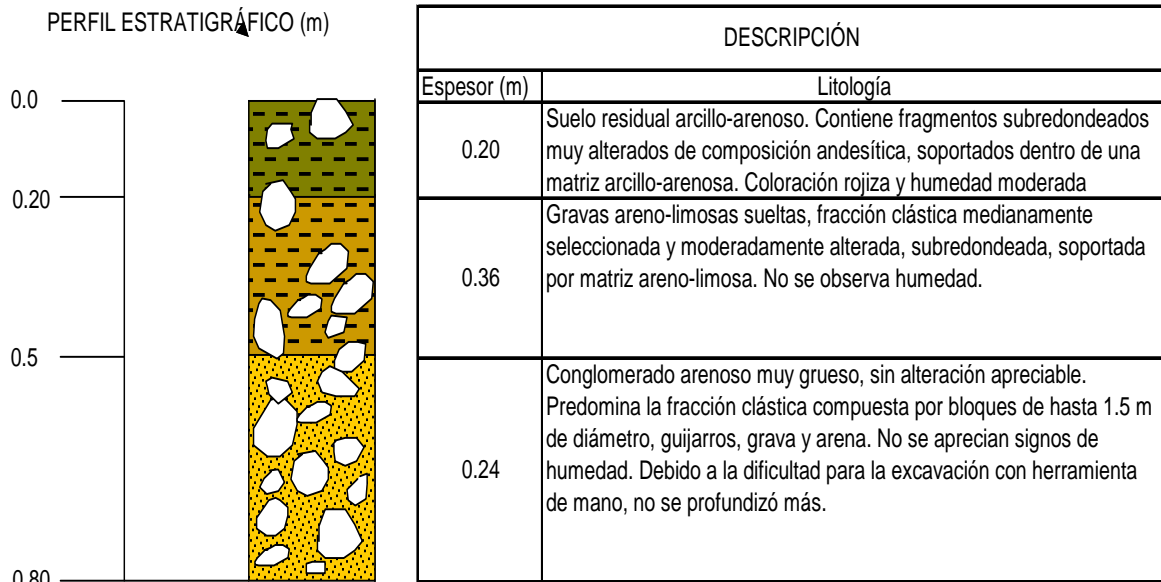 PERFIL ESTRATIGRÁFICO (m)
DESCRIPCIÓN
Espesor (m)
Litología
0.0
0.20
Suelo residual arcillo-arenoso. Contiene fragmentos subredondeados
muy alterados de composición andesítica, soportados dentro de una
matriz arcillo-arenosa. Coloración rojiza y humedad moderada
0.20
0.36
Gravas areno-limosas sueltas, fracción clástica medianamente
seleccionada y moderadamente alterada, subredondeada, soportada
por matriz areno-limosa. No se observa humedad.
0.5
0.24
Conglomerado arenoso muy grueso, sin alteración apreciable.
Predomina la fracción clástica compuesta por bloques de hasta 1.5 m
de diámetro, guijarros, grava y arena. No se aprecian signos de
humedad. Debido a la dificultad para la excavación con herramienta
de mano, no se profundizó más.
0.80